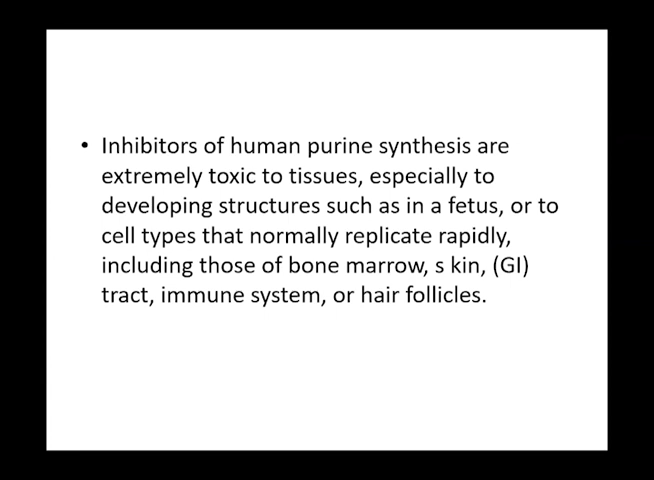 • Inhibitors of human purine synthesis are
extremely toxic to tissues, especially to
developing structures such as in a fetus, or to
cell types that normally replicate rapidly,
including those of bone marrow, s kin, (GI)
tract, immune system, or hair follicles.